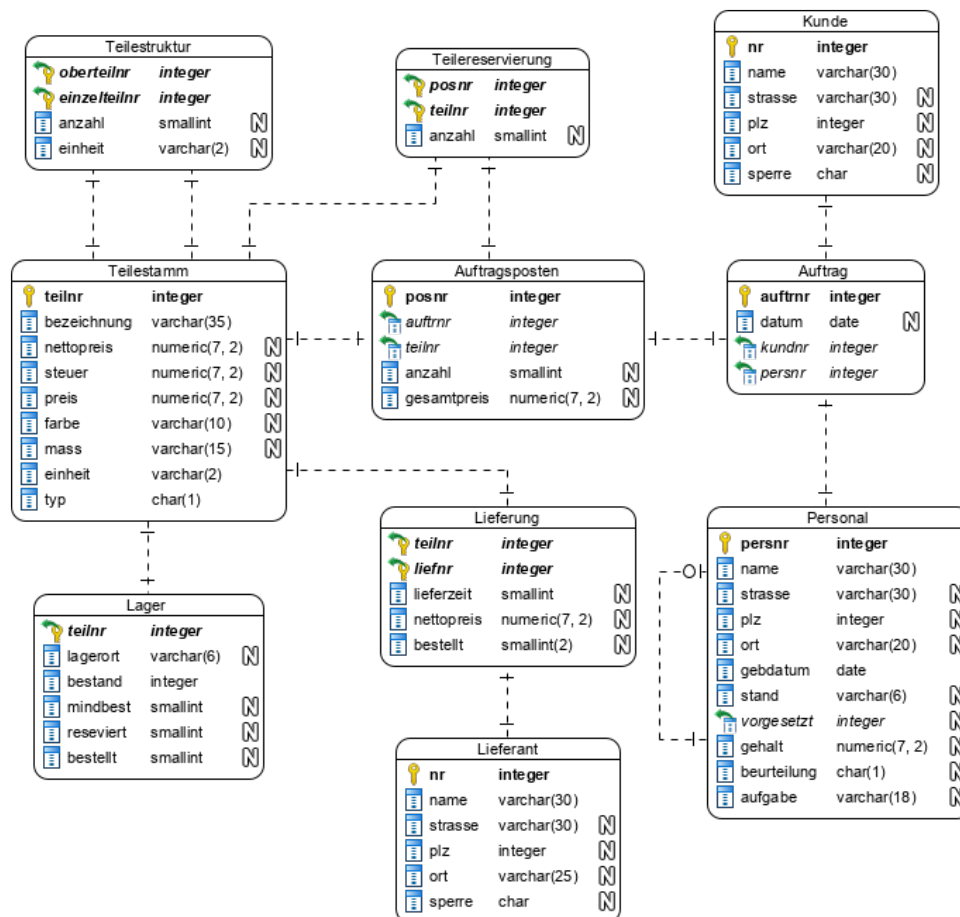 Teilestruktur
oberteilnr integer
einzelteilnr integer
anzahl smallint N
einheit varchar(2) N
Teilereservierung
posnr integer
teilnr integer
anzahl smallint N
Kunde
nr integer
name varchar(30)
strasse varchar(30) N
plz integer N
ort varchar(20) N
sperre char N
Teilestamm
teilnr integer
bezeichnung varchar(35)
nettopreis numeric(7, 2) N
steuer numeric(7, 2) N
preis numeric(7, 2) N
farbe varchar(10) N
mass varchar(15) N
einheit varchar(2)
typ char(1)
Auftragsposten
posnr integer
auftrnr integer
teilnr integer
anzahl smallint N
gesamtpreis numeric(7, 2) N
Auftrag
auftrnr integer
datum date N
kundnr integer
persnr integer
Lieferung
teilnr integer
liefnr integer
lieferzeit smallint N
nettopreis numeric(7, 2) N
bestellt smallint(2) N
Personal
persnr integer
name varchar(30)
strasse varchar(30) N
plz integer N
ort varchar(20) N
gebdatum date
stand varchar(6) N
vorgesetzt integer N
gehalt numeric(7, 2) N
beurteilung char(1) N
aufgabe varchar(18) N
Lager
teilnr integer
lagerort varchar(6) N
bestand integer
mindbest smallint N
reseviert smallint N
bestellt smallint N
Lieferant
nr integer
name varchar(30)
strasse varchar(30) N
plz integer N
ort varchar(25) N
sperre char N